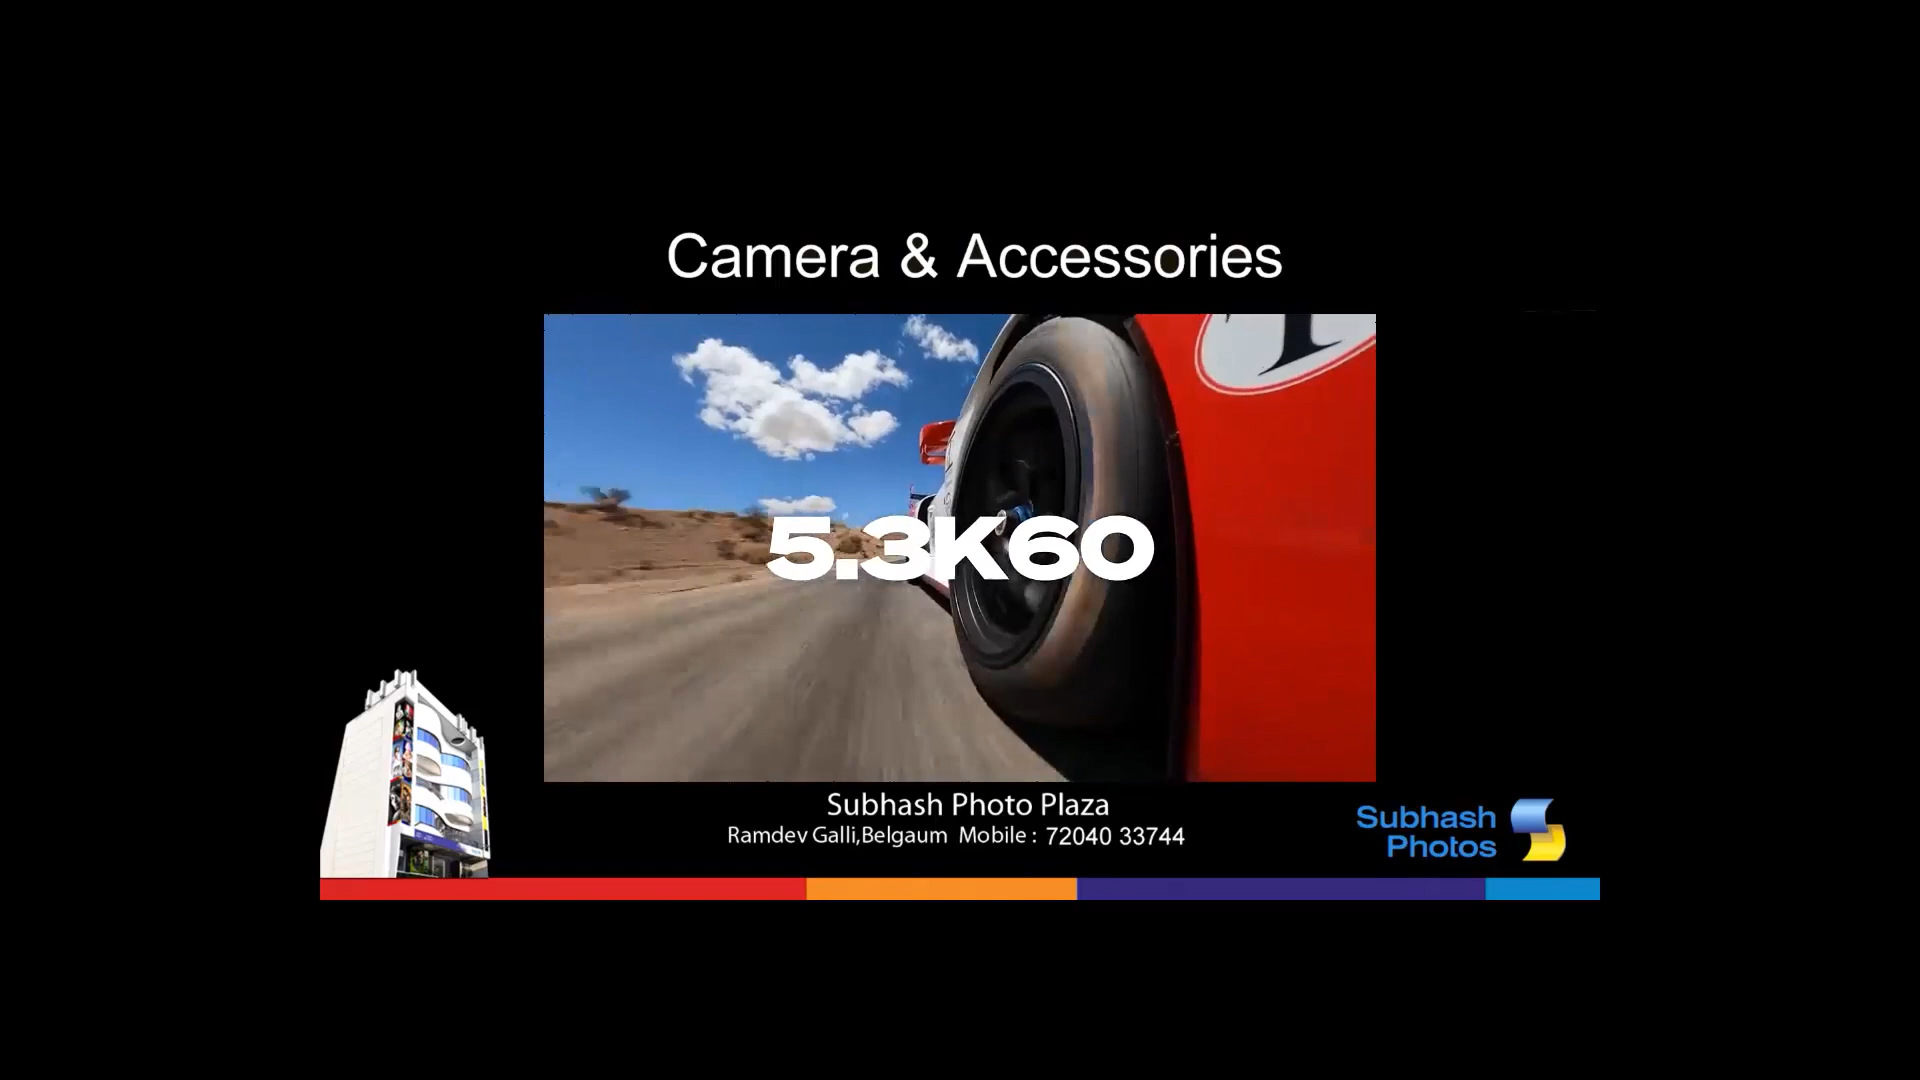 Camera & Accessories
5.3K60
Subhash Photo Plaza
Ramdev Galli,Belgaum Mobile : 72040 33744
Subhash
Photos